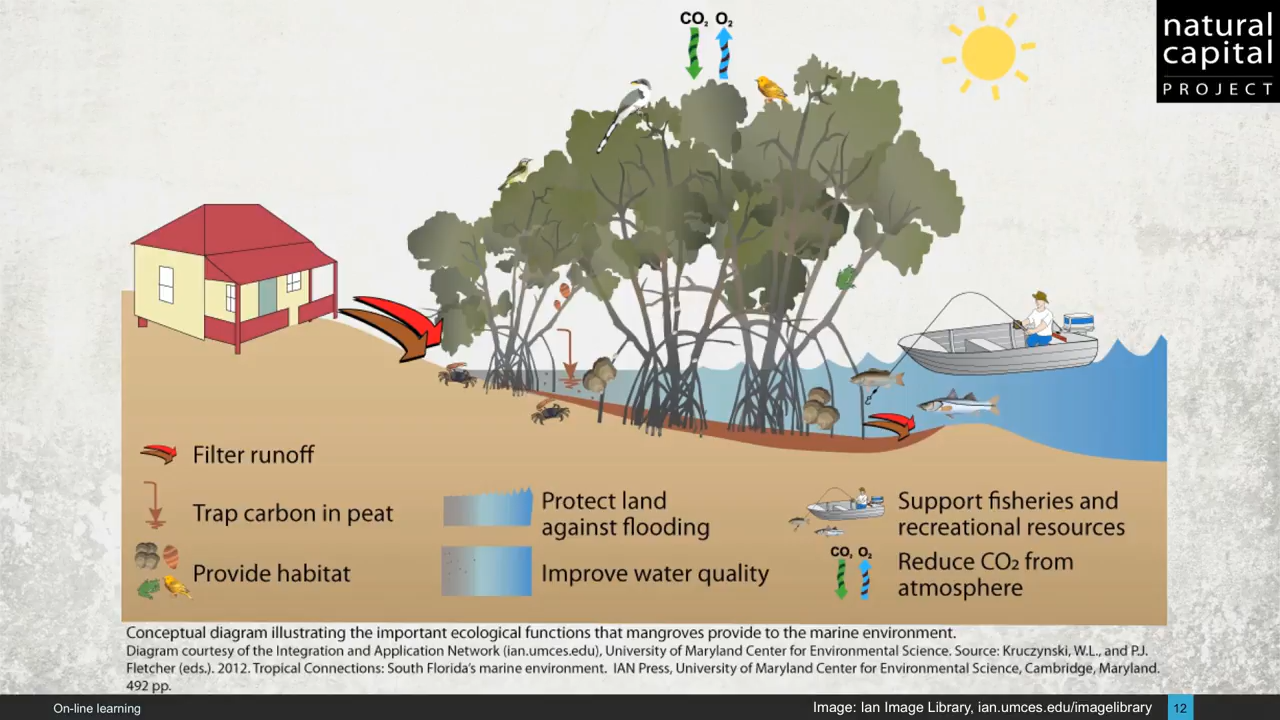 CO₂ O₂
natural
capital
PROJECT
Filter runoff
Trap carbon in peat
Provide habitat
Protect land
against flooding
Improve water quality
Support fisheries and
recreational resources
CO₂ O₂
Reduce CO₂ from
atmosphere
Conceptual diagram illustrating the important ecological functions that mangroves provide to the marine environment.
Diagram courtesy of the Integration and Application Network (ian.umces.edu), University of Maryland Center for Environmental Science. Source: Kruczynski, W.L., and P.J.
Fletcher (eds.). 2012. Tropical Connections: South Florida's marine environment. IAN Press, University of Maryland Center for Environmental Science, Cambridge, Maryland.
492 pp.
On-line learning
Image: Ian Image Library, ian.umces.edu/imagelibrary
12